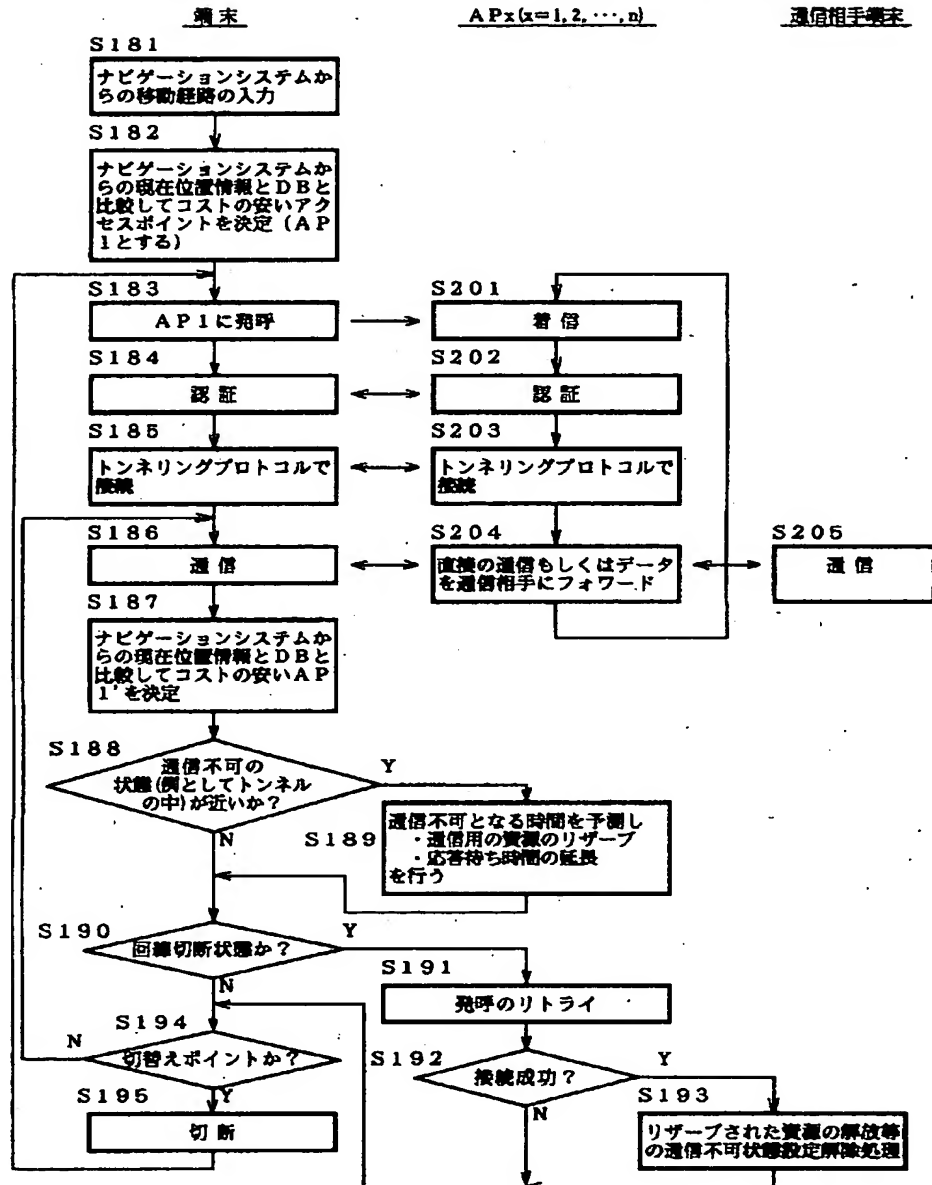 端末
APx(x=1,2,···,n)
通信相手端末
S181
ナビゲーションシステムか
らの移動経路の入力
S182
ナビゲーションシステムか
らの現在位置情報とDBと
比較してコストの安いアク
セスポイントを決定(AP
1とする)
S183
AP1に発呼
S201
着信
S184
認証
S202
認証
S185
トンネリングプロトコルで
接続
S203
トンネリングプロトコルで
接続
S186
通信
S204
直接の通信もしくはデータ
を通信相手にフォワード
S205
通信
S187
ナビゲーションシステムか
らの現在位置情報とDBと
比較してコストの安いAP
1'を決定
S188
通信不可の
状態(例としてトンネル
の中)が近いか?
Y
N
S189
通信不可となる時間を予測し
・通信用の資源のリザーブ
・応答待ち時間の延長
を行う
S190
回線切断状態か?
Y
N
S191
発呼のリトライ
S192
接続成功?
Y
N
S193
リザーブされた資源の解放等
の通信不可状態設定解除処理
S194
切替えポイントか?
N
Y
S195
切断